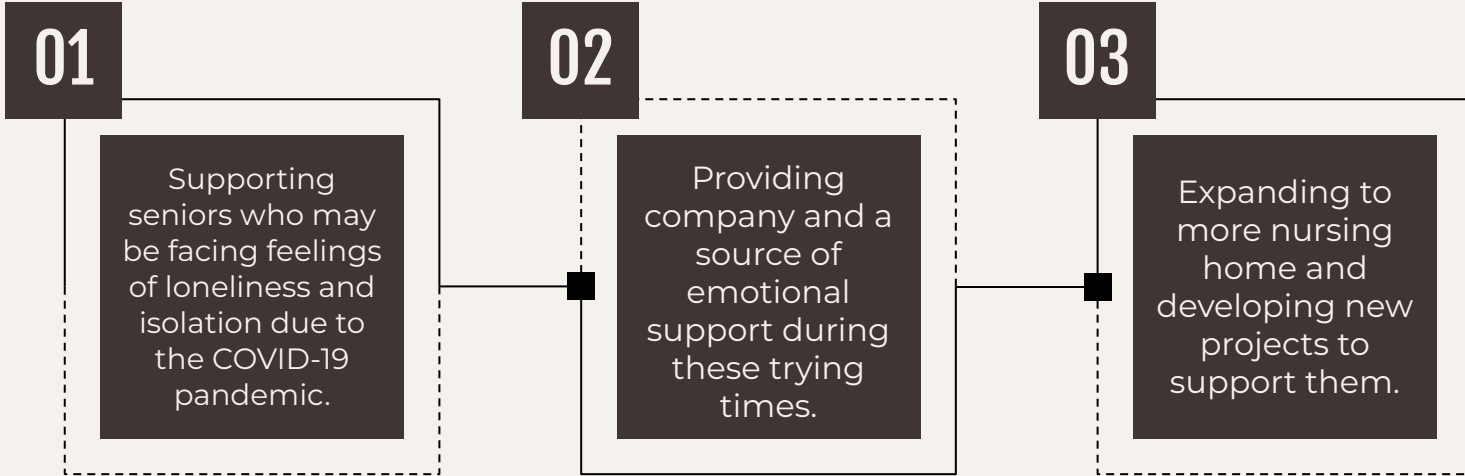 01
Supporting
seniors who may
be facing feelings
of loneliness and
isolation due to
the COVID-19
pandemic.
02
Providing
company and a
source of
emotional
support during
these trying
times.
03
Expanding to
more nursing
home and
developing new
projects to
support them.